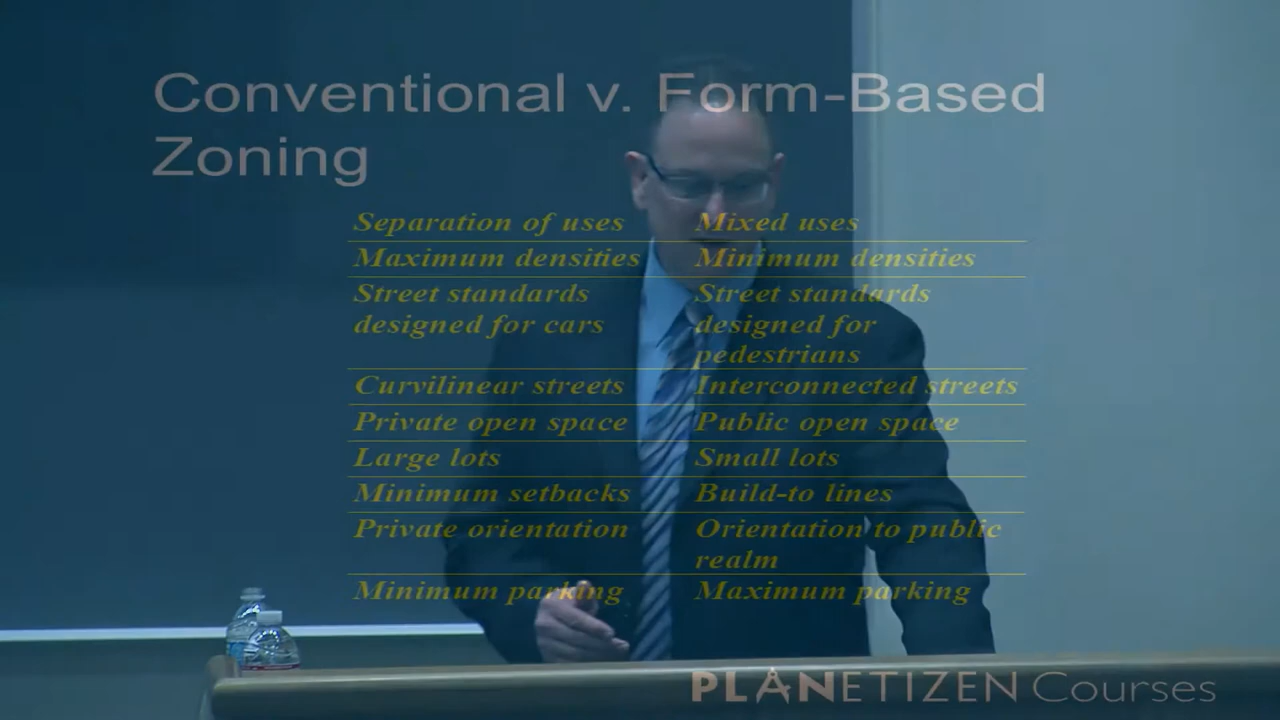 Conventional v. Form-Based
Zoning
Separation of uses Mixed uses
Maximum densities Minimum densities
Street standards Street standards
designed for cars designed for
pedestrians
Curvilinear streets Interconnected streets
Private open space Public open space
Large lots Small lots
Minimum setbacks Build-to lines
Private orientation Orientation to public
realm
Minimum parking Maximum parking
PLANETIZEN Courses